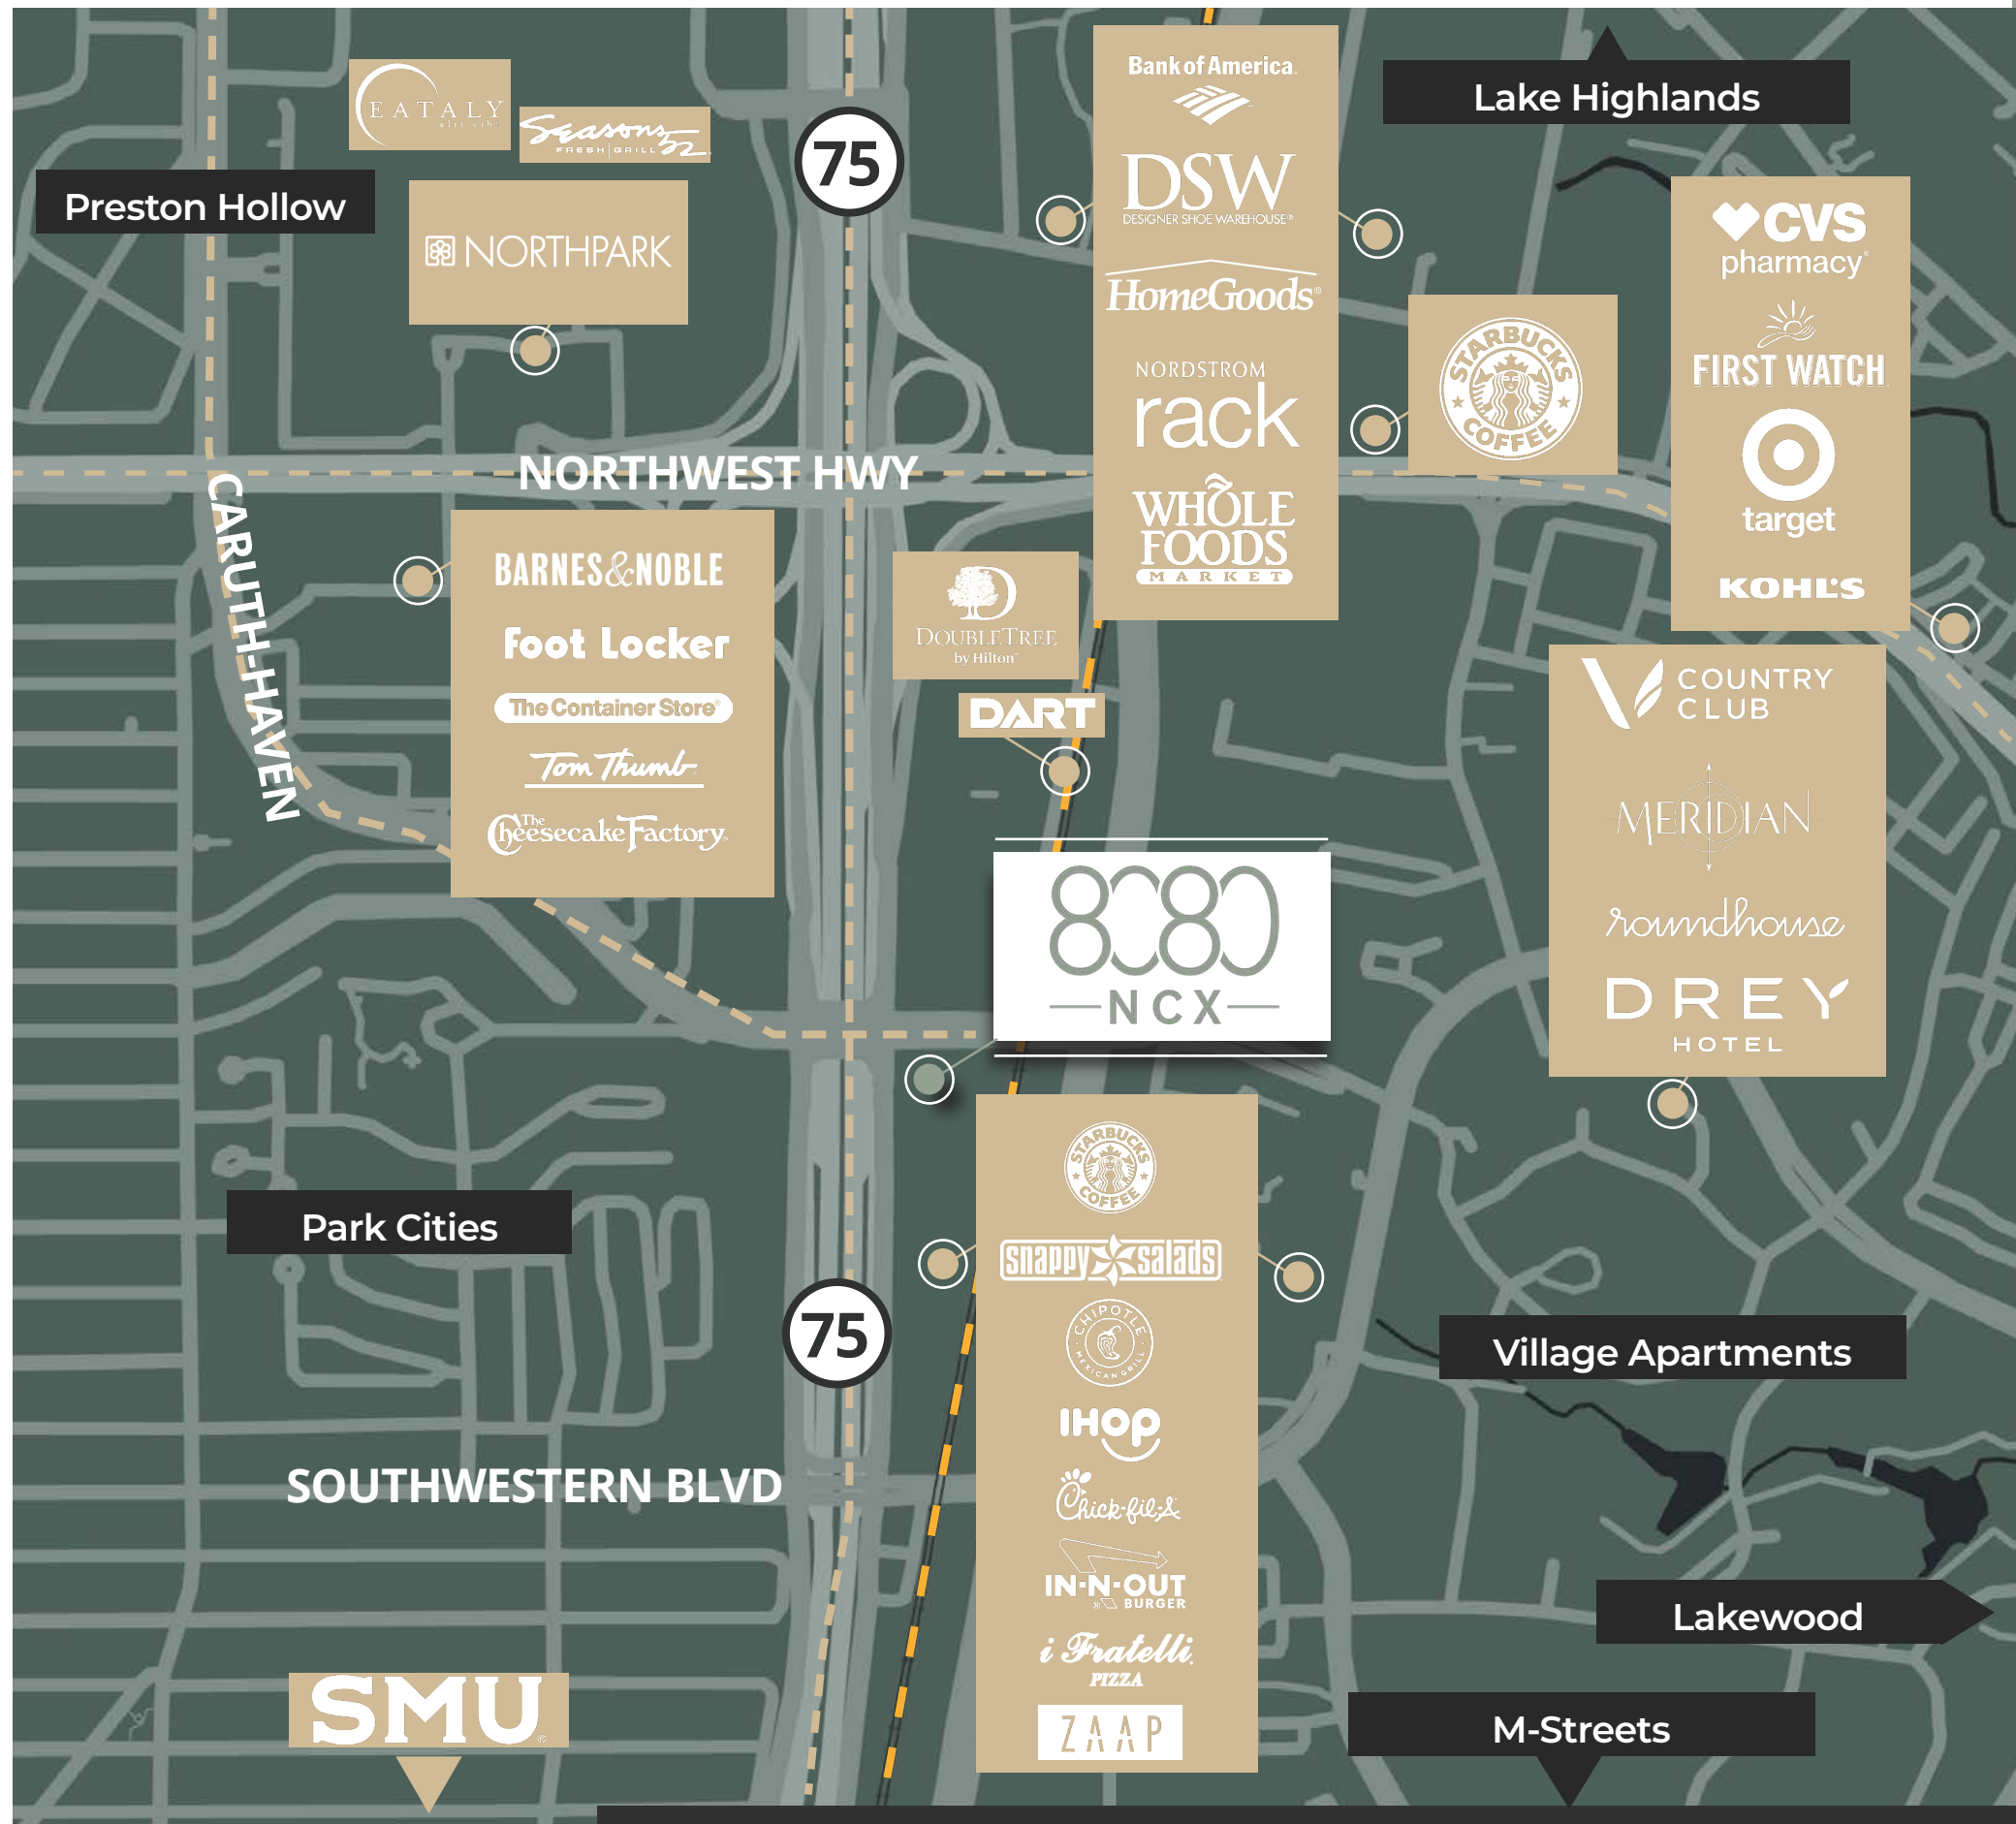 EATALY
alti cibi
Seasons 52
FRESH | GRILL
Preston Hollow
NORTHPARK
75
Bank of America
DSW
DESIGNER SHOE WAREHOUSE®
HomeGoods®
NORDSTROM
rack
WHOLE
FOODS
MARKET
Lake Highlands
STARBUCKS
COFFEE
CVS
pharmacy®
FIRST WATCH
target
KOHL'S
NORTHWEST HWY
CARUTH-HAVEN
BARNES&NOBLE
Foot Locker
The Container Store®
Tom Thumb
The
Cheesecake Factory
DOUBLETREE
by Hilton™
DART
COUNTRY
CLUB
MERIDIAN
roundhouse
DREY
HOTEL
8080
NCX
Park Cities
75
STARBUCKS
COFFEE
snappy salads
CHIPOTLE
MEXICAN GRILL
IHOP
Chick-fil-A
IN-N-OUT
BURGER
i Fratelli
PIZZA
ZAAP
Village Apartments
SOUTHWESTERN BLVD
Lakewood
SMU®
M-Streets